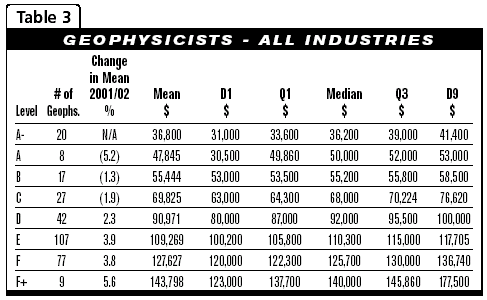 Table 3
GEOPHYSICISTS - ALL INDUSTRIES
Change
in Mean
# of 2001/02 Mean D1 Q1 Median Q3 D9
Level Geophs. % $ $ $ $ $ $
A- 20 N/A 36,800 31,000 33,600 36,200 39,000 41,400
A 8 (5.2) 47,845 30,500 49,860 50,000 52,000 53,000
B 17 (1.3) 55,444 53,000 53,500 55,200 55,800 58,500
C 27 (1.9) 69,825 63,000 64,300 68,000 70,224 76,620
D 42 2.3 90,971 80,000 87,000 92,000 95,500 100,000
E 107 3.9 109,269 100,200 105,800 110,300 115,000 117,705
F 77 3.8 127,627 120,000 122,300 125,700 130,000 136,740
F+ 9 5.6 143,798 123,000 137,700 140,000 145,860 177,500